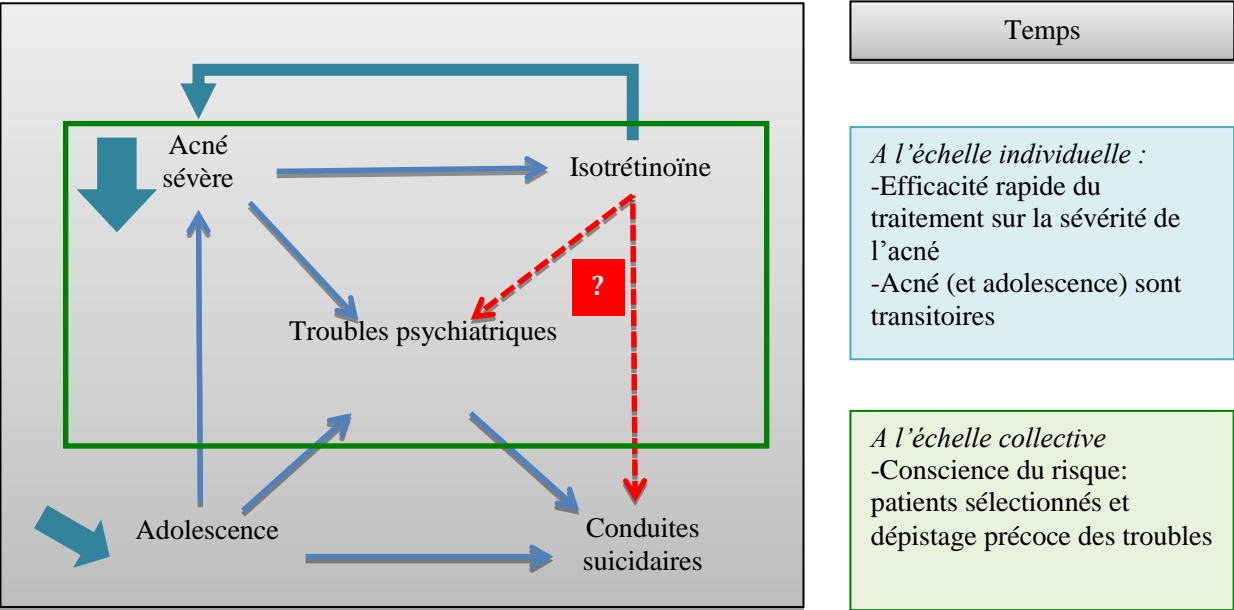 Acné
sévère
Isotrétinoïne
?
Troubles psychiatriques
Adolescence
Conduites
suicidaires
Temps
A l’échelle individuelle :
-Efficacité rapide du
traitement sur la sévérité de
l’acné
-Acné (et adolescence) sont
transitoires
A l’échelle collective
-Conscience du risque:
patients sélectionnés et
dépistage précoce des troubles